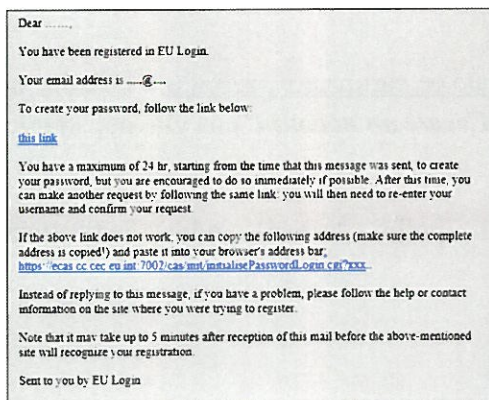 Dear .......,
You have been registered in EU Login.
Your email address is .....@....
To create your password, follow the link below:
this link
You have a maximum of 24 hr, starting from the time that this message was sent, to create
your password, but you are encouraged to do so immediately if possible. After this time, you
can make another request by following the same link: you will then need to re-enter your
username and confirm your request.
If the above link does not work, you can copy the following address (make sure the complete
address is copied!) and paste it into your browser's address bar;
https://ecas.cc.cec.eu.int:7002/cas/mnt/initialisePasswordLogin.cgi?xxx...
Instead of replying to this message, if you have a problem, please follow the help or contact
information on the site where you were trying to register.
Note that it may take up to 5 minutes after reception of this mail before the above-mentioned
site will recognize your registration.
Sent to you by EU Login